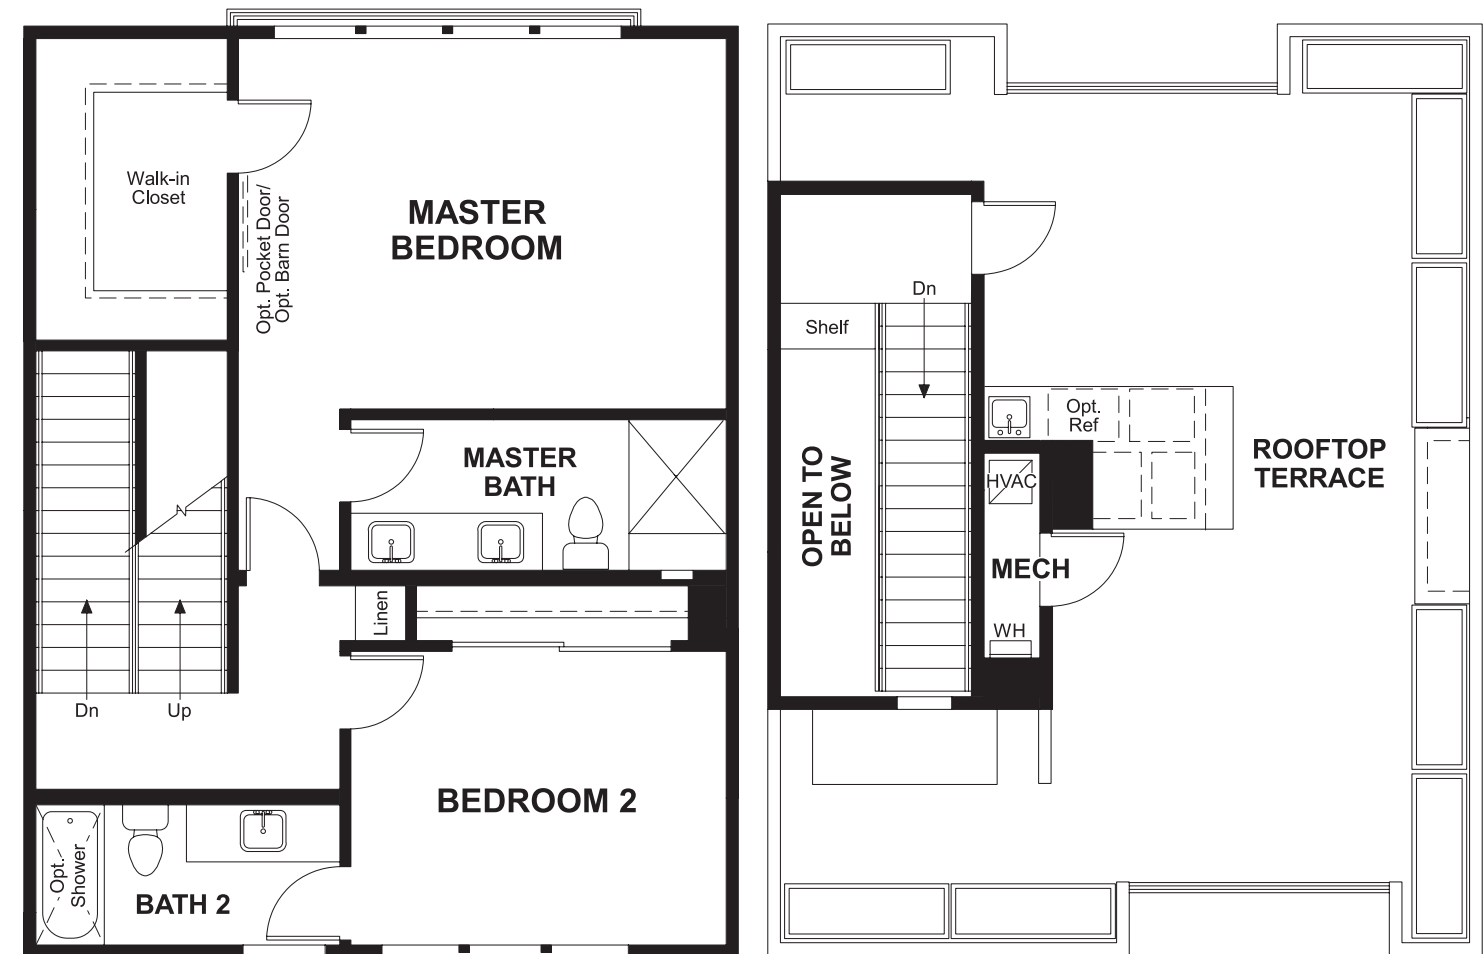 Walk-in
Closet
Opt. Pocket Door/
Opt. Barn Door
MASTER
BEDROOM
MASTER
BATH
Linen
Dn
Up
BEDROOM 2
Opt.
Shower
BATH 2
Dn
Shelf
OPEN TO
BELOW
Opt.
Ref
HVAC
MECH
WH
ROOFTOP
TERRACE